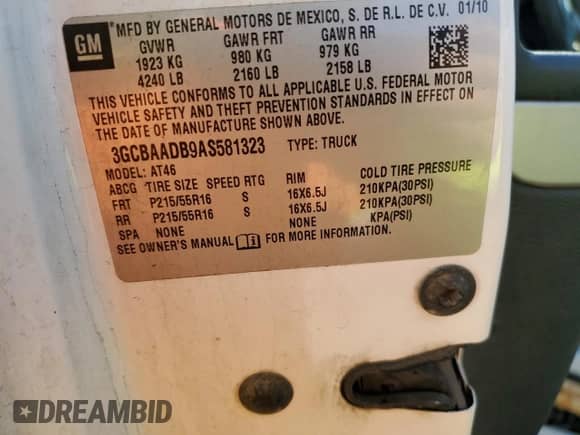 GM
*MFD BY GENERAL MOTORS DE MEXICO, S. DE R.L. DE C.V. 01/10
GVWR GAWR FRT GAWR RR
1923 KG 980 KG 979 KG
4240 LB 2160 LB 2158 LB
THIS VEHICLE CONFORMS TO ALL APPLICABLE U.S. FEDERAL MOTOR
VEHICLE SAFETY AND THEFT PREVENTION STANDARDS IN EFFECT ON
THE DATE OF MANUFACTURE SHOWN ABOVE.
3GCBAADB9AS581323 TYPE: TRUCK
MODEL: AT46
ABCG TIRE SIZE SPEED RTG RIM COLD TIRE PRESSURE
FRT P215/55R16 S 16X6.5J 210KPA(30PSI)
RR P215/55R16 S 16X6.5J 210KPA(30PSI)
SPA NONE NONE KPA(PSI)
SEE OWNER'S MANUAL i FOR MORE INFORMATION.
DREAMBID